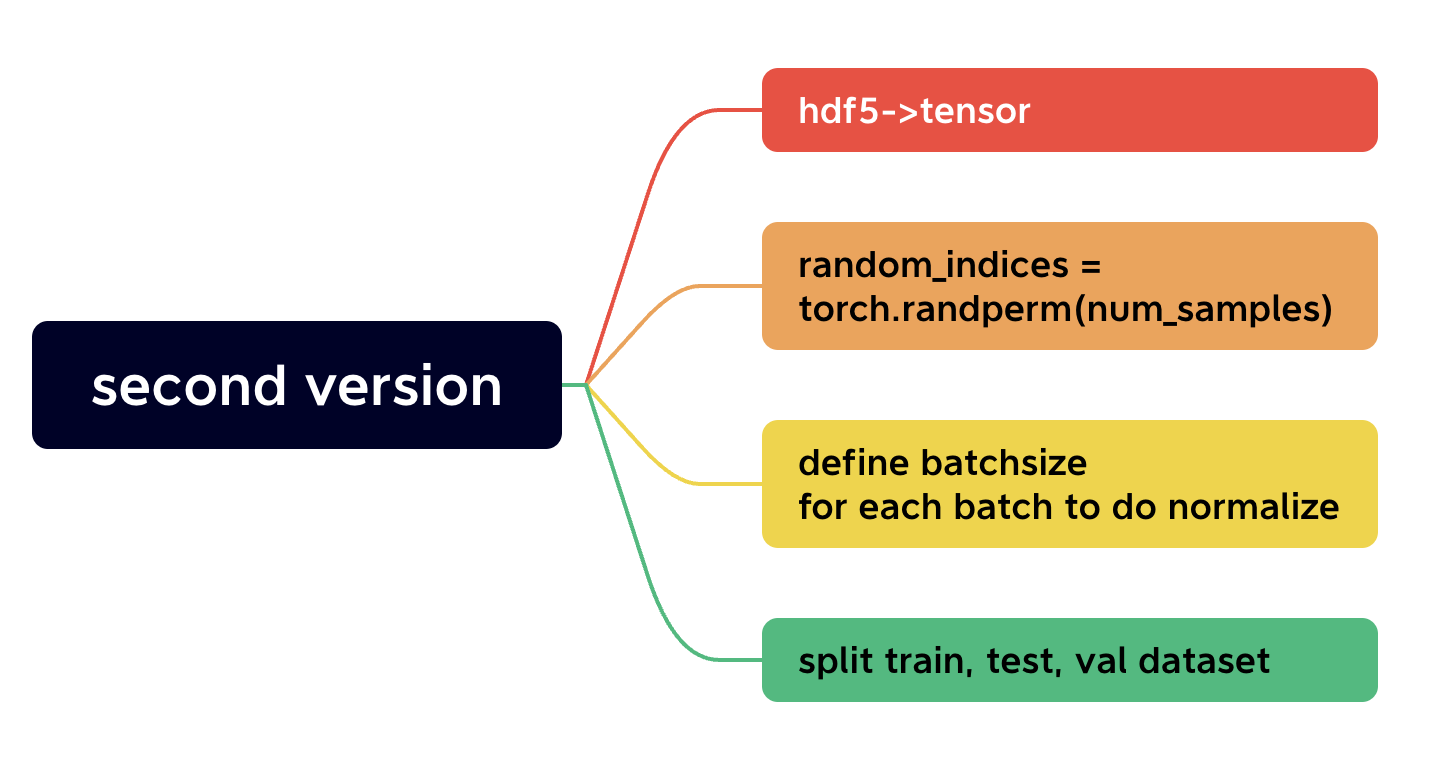 second version
hdf5->tensor
random_indices =
torch.randperm(num_samples)
define batchsize
for each batch to do normalize
split train, test, val dataset